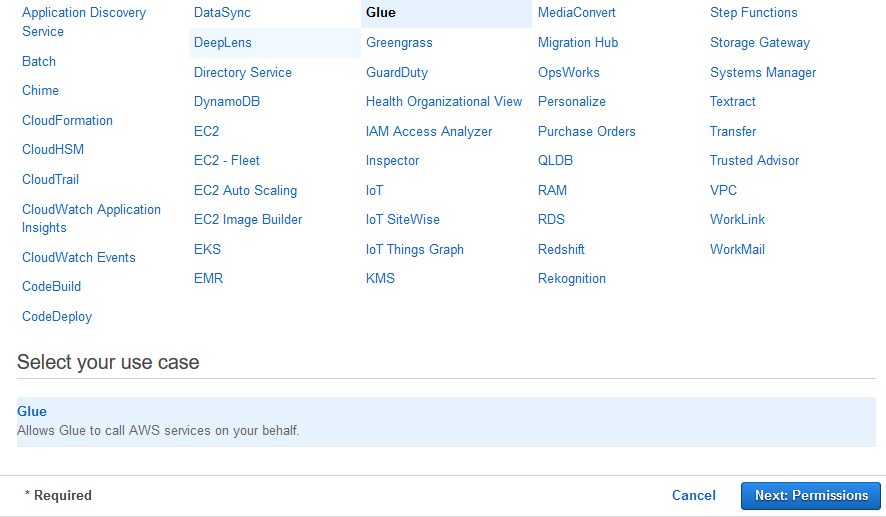 Application Discovery
Service
Batch
Chime
CloudFormation
CloudHSM
CloudTrail
CloudWatch Application
Insights
CloudWatch Events
CodeBuild
CodeDeploy
DataSync
DeepLens
Directory Service
DynamoDB
EC2
EC2 - Fleet
EC2 Auto Scaling
EC2 Image Builder
EKS
EMR
Glue
Greengrass
GuardDuty
Health Organizational View
IAM Access Analyzer
Inspector
IoT
IoT SiteWise
IoT Things Graph
KMS
MediaConvert
Migration Hub
OpsWorks
Personalize
Purchase Orders
QLDB
RAM
RDS
Redshift
Rekognition
Step Functions
Storage Gateway
Systems Manager
Textract
Transfer
Trusted Advisor
VPC
WorkLink
WorkMail
Select your use case
Glue
Allows Glue to call AWS services on your behalf.
* Required
Cancel
Next: Permissions